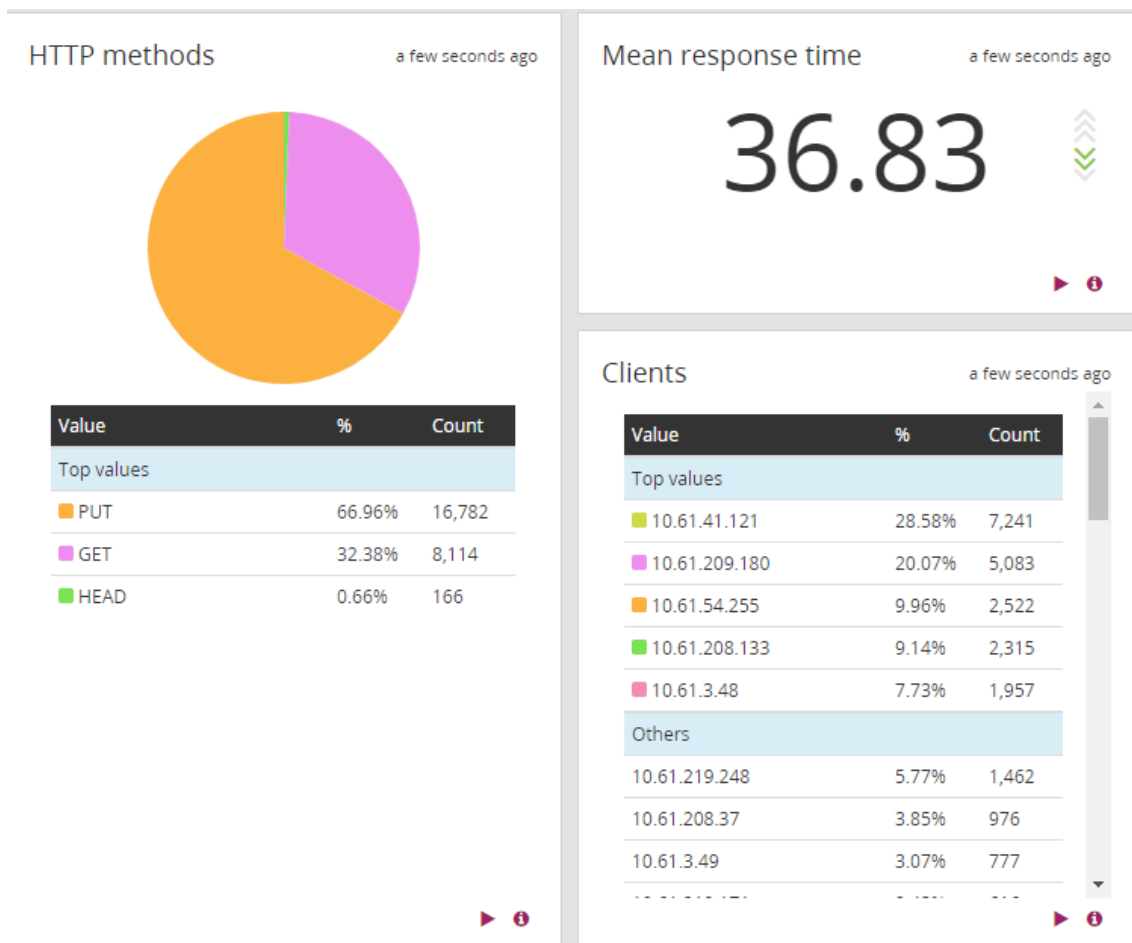 HTTP methods
a few seconds ago
Value % Count
Top values
PUT 66.96% 16,782
GET 32.38% 8,114
HEAD 0.66% 166
Mean response time
a few seconds ago
36.83
Clients
a few seconds ago
Value % Count
Top values
10.61.41.121 28.58% 7,241
10.61.209.180 20.07% 5,083
10.61.54.255 9.96% 2,522
10.61.208.133 9.14% 2,315
10.61.3.48 7.73% 1,957
Others
10.61.219.248 5.77% 1,462
10.61.208.37 3.85% 976
10.61.3.49 3.07% 777